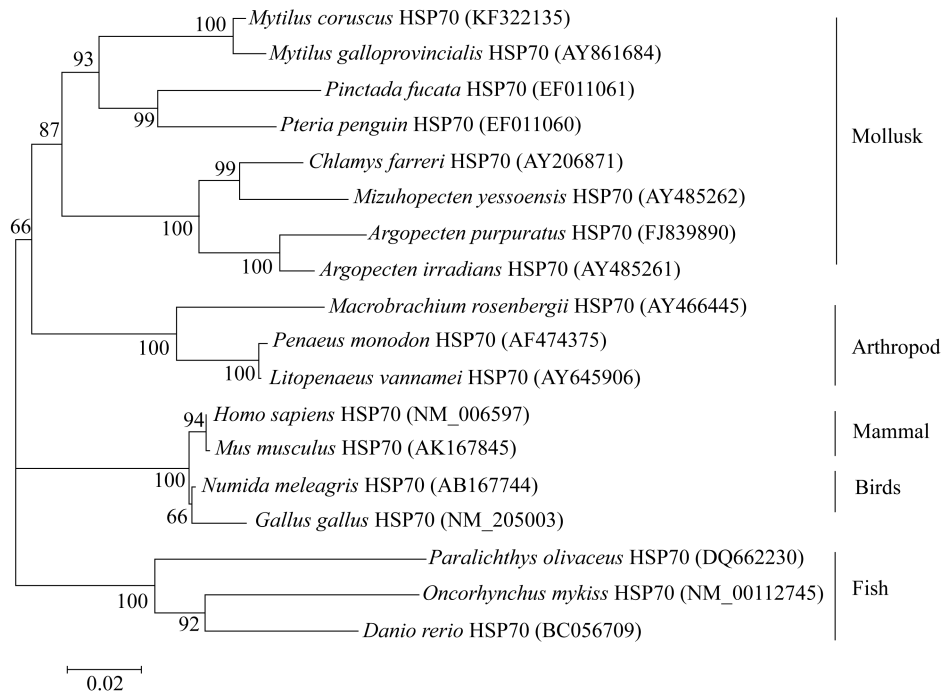 100 Mytilus coruscus HSP70 (KF322135)
Mytilus galloprovincialis HSP70 (AY861684)
93
Pinctada fucata HSP70 (EF011061)
99
Pteria penguin HSP70 (EF011060)
87
Mollusk
99 Chlamys farreri HSP70 (AY206871)
Mizuhopecten yessoensis HSP70 (AY485262)
100
66
Argopecten purpuratus HSP70 (FJ839890)
100 Argopecten irradians HSP70 (AY485261)
Macrobrachium rosenbergii HSP70 (AY466445)
100
Penaeus monodon HSP70 (AF474375)
Arthropod
100 Litopenaeus vannamei HSP70 (AY645906)
94 Homo sapiens HSP70 (NM_006597)
Mammal
Mus musculus HSP70 (AK167845)
100
Numida meleagris HSP70 (AB167744)
Birds
66 Gallus gallus HSP70 (NM_205003)
Paralichthys olivaceus HSP70 (DQ662230)
Fish
100
Oncorhynchus mykiss HSP70 (NM_00112745)
92
Danio rerio HSP70 (BC056709)
0.02